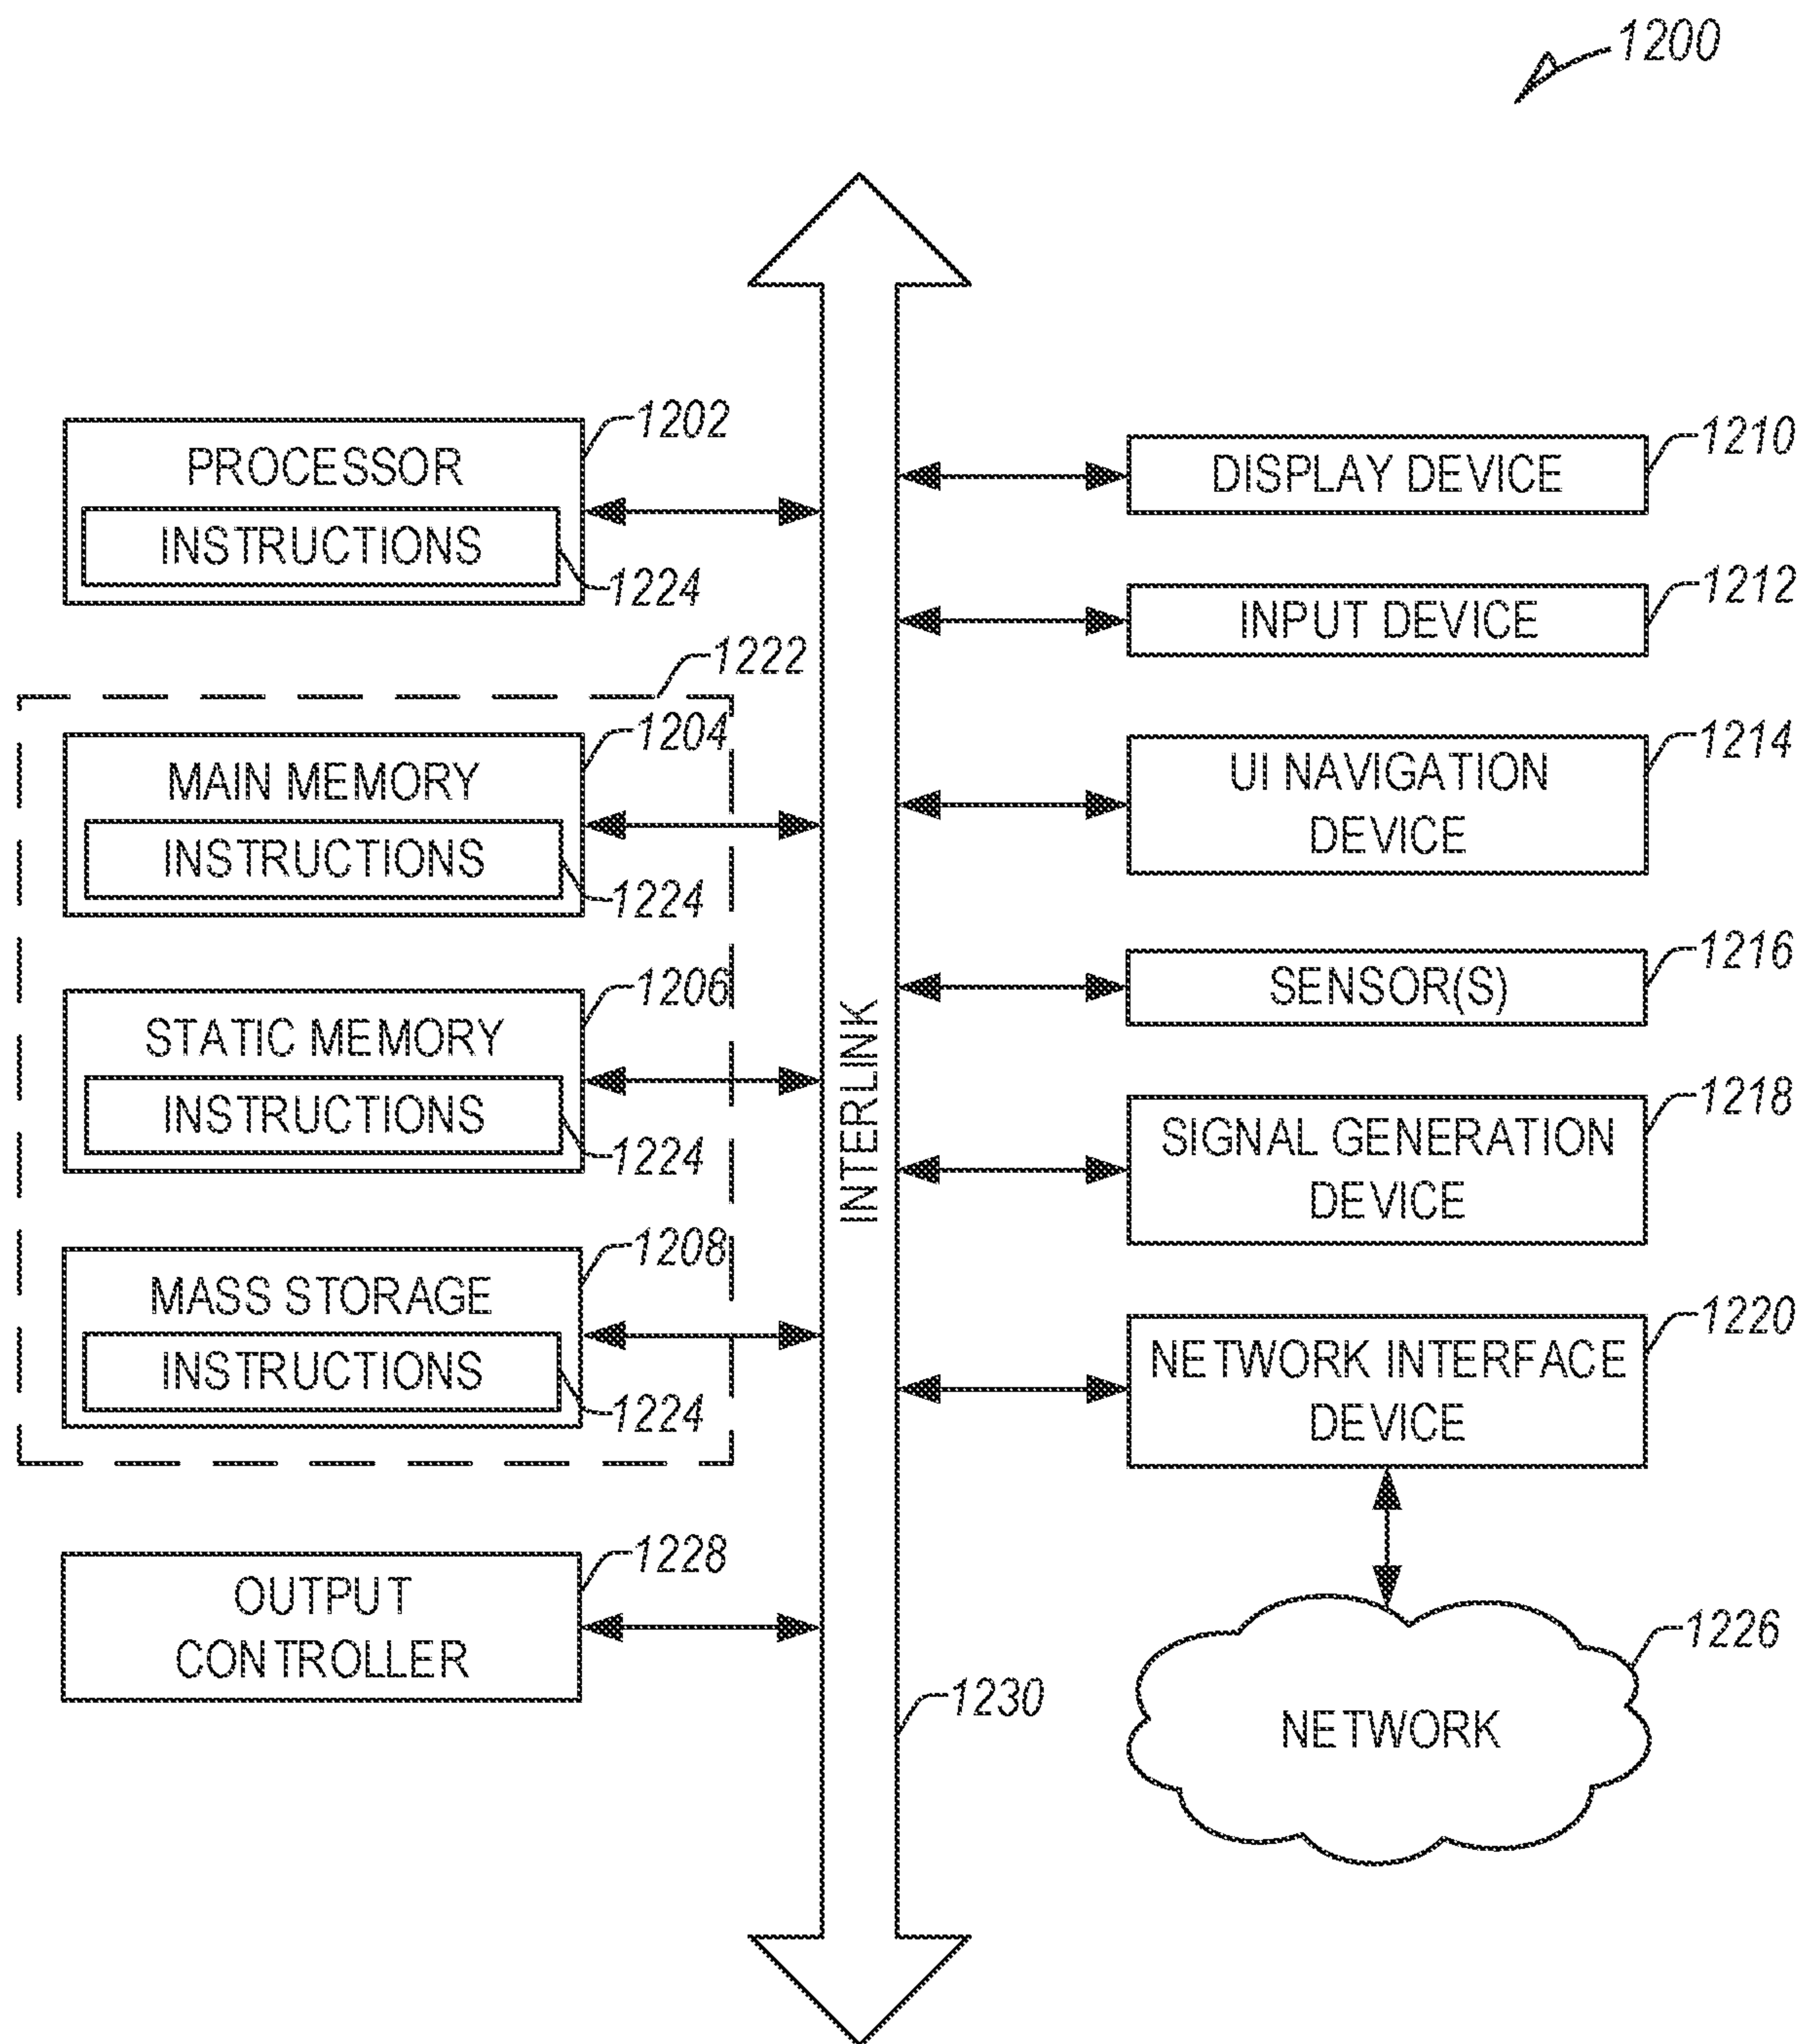 1200
PROCESSOR
1202
INSTRUCTIONS
1224
1222
MAIN MEMORY
1204
INSTRUCTIONS
1224
STATIC MEMORY
1206
INSTRUCTIONS
1224
MASS STORAGE
1208
INSTRUCTIONS
1224
OUTPUT
CONTROLLER
1228
INTERLINK
1230
DISPLAY DEVICE
1210
INPUT DEVICE
1212
UI NAVIGATION
DEVICE
1214
SENSOR(S)
1216
SIGNAL GENERATION
DEVICE
1218
NETWORK INTERFACE
DEVICE
1220
NETWORK
1226